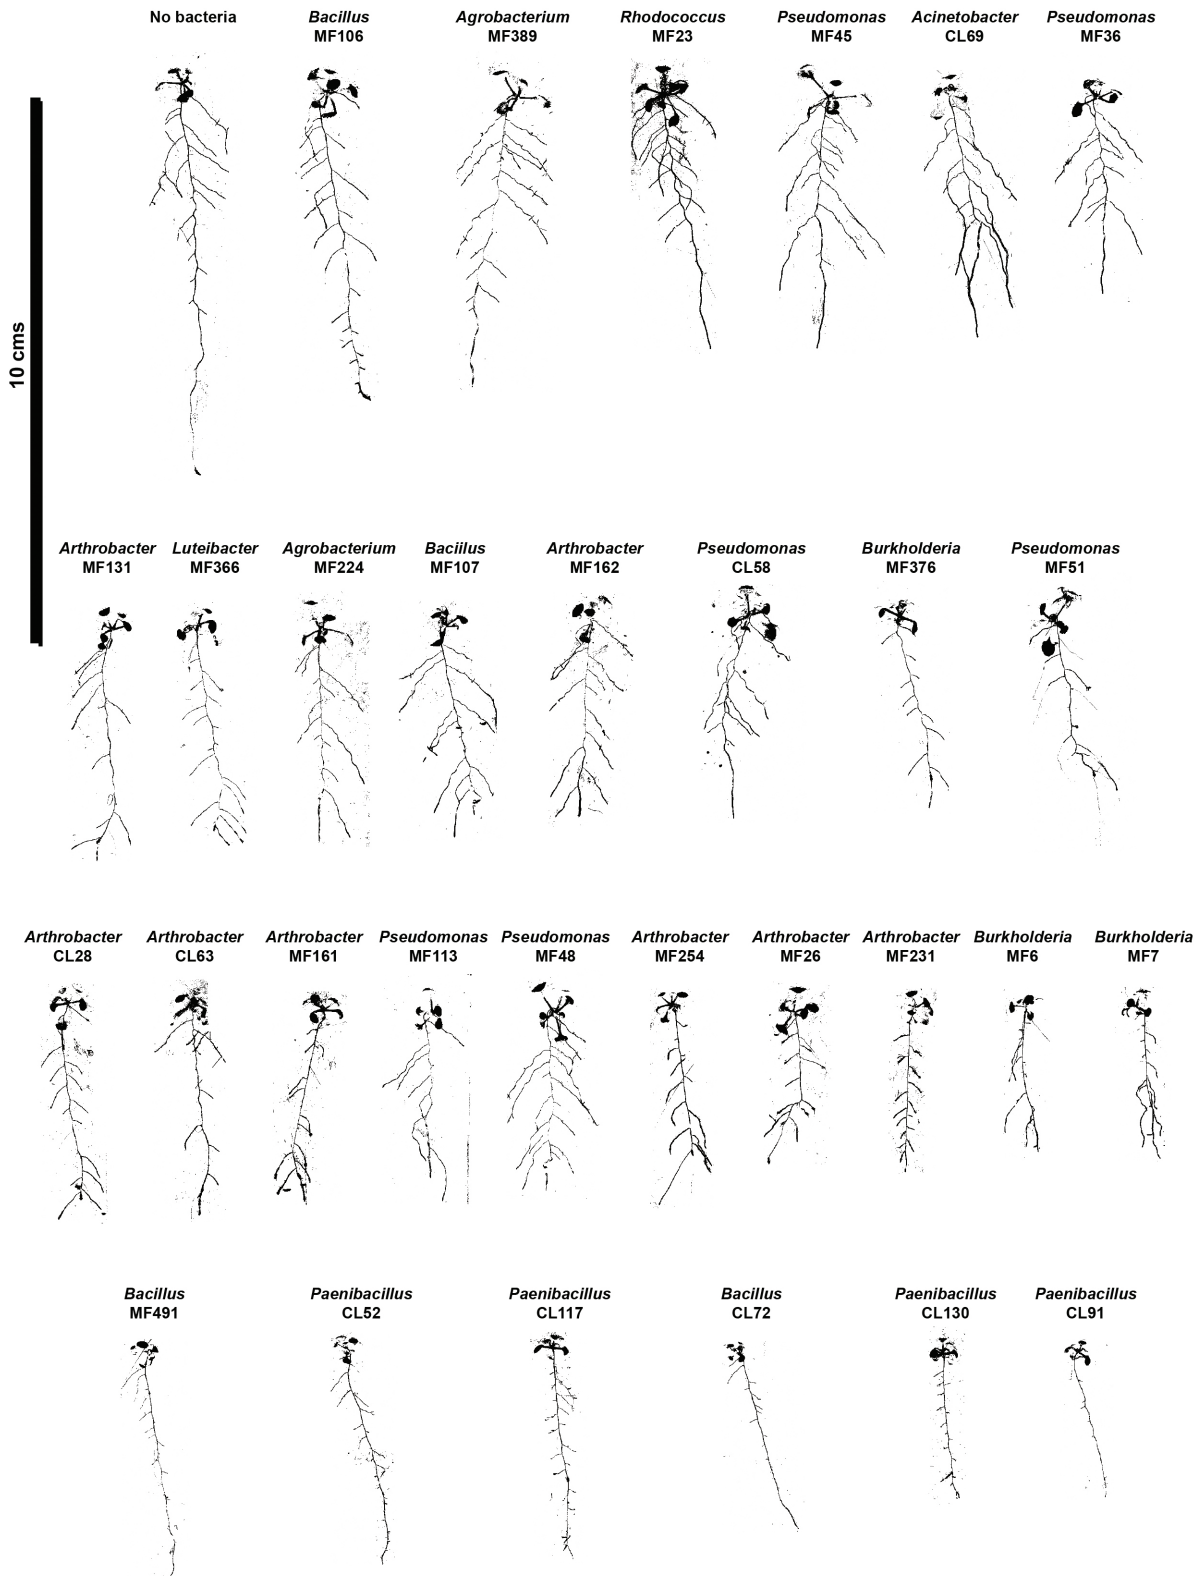 No bacteria
Bacillus
MF106
Agrobacterium
MF389
Rhodococcus
MF23
Pseudomonas
MF45
Acinetobacter
CL69
Pseudomonas
MF36
10 cms
Arthrobacter
MF131
Luteibacter
MF366
Agrobacterium
MF224
Baciilus
MF107
Arthrobacter
MF162
Pseudomonas
CL58
Burkholderia
MF376
Pseudomonas
MF51
Arthrobacter
CL28
Arthrobacter
CL63
Arthrobacter
MF161
Pseudomonas
MF113
Pseudomonas
MF48
Arthrobacter
MF254
Arthrobacter
MF26
Arthrobacter
MF231
Burkholderia
MF6
Burkholderia
MF7
Bacillus
MF491
Paenibacillus
CL52
Paenibacillus
CL117
Bacillus
CL72
Paenibacillus
CL130
Paenibacillus
CL91